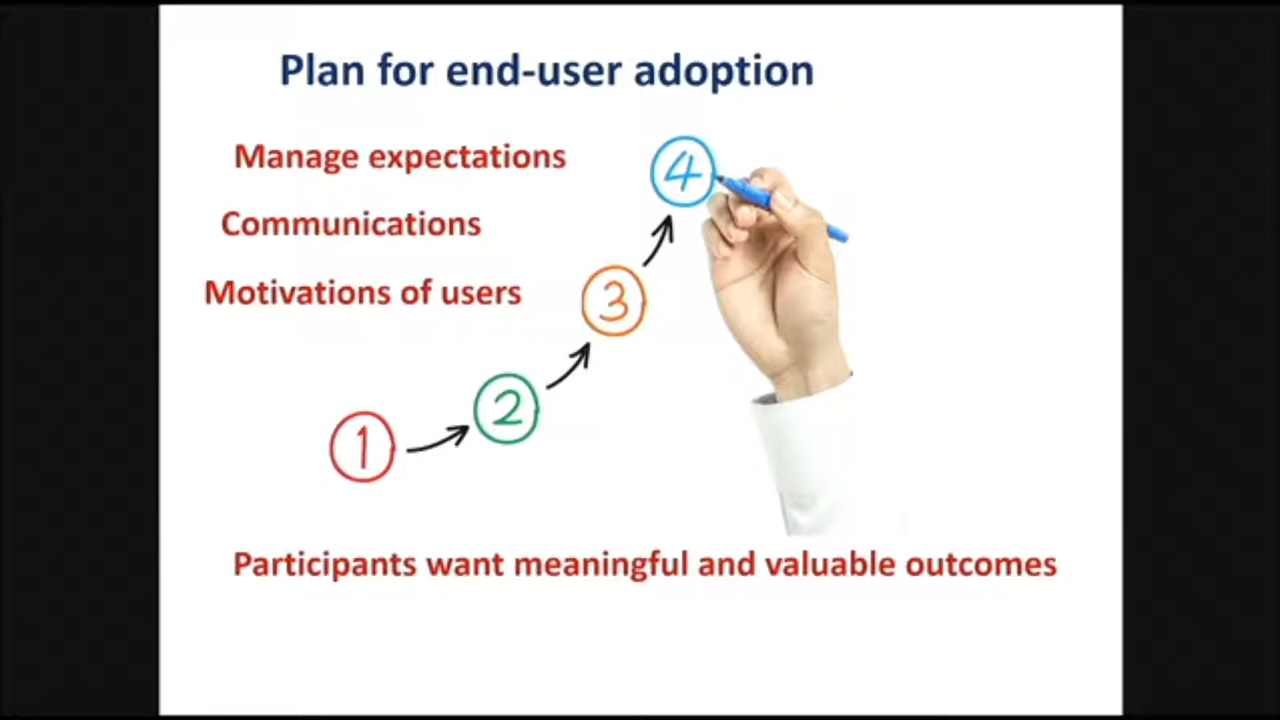 Plan for end-user adoption
Manage expectations
4
Communications
Motivations of users
3
2
1
Participants want meaningful and valuable outcomes